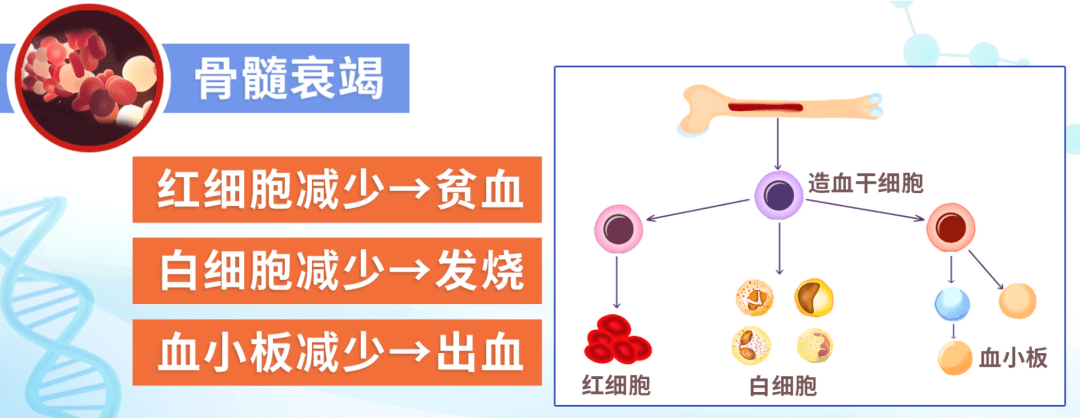 骨髓衰竭
红细胞减少→贫血
白细胞减少→发烧
血小板减少→出血
造血干细胞
红细胞
白细胞
血小板